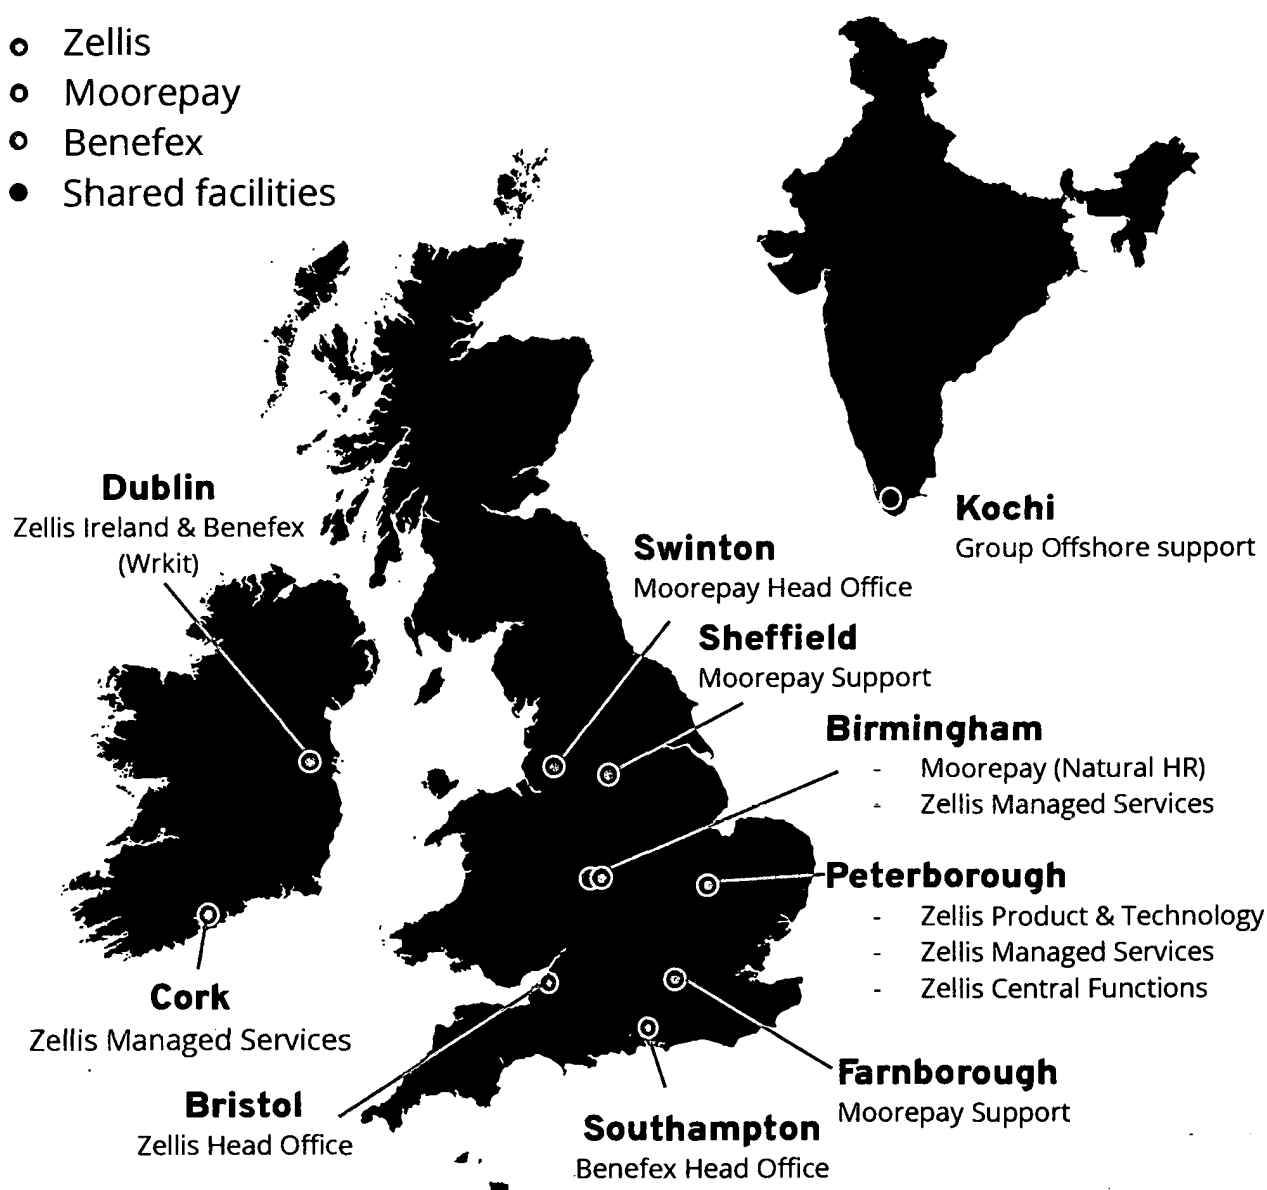 Zellis
Moorepay
Benefex
Shared facilities
Dublin
Zellis Ireland & Benefex
(Wrkit)
Kochi
Group Offshore support
Swinton
Moorepay Head Office
Sheffield
Moorepay Support
Birmingham
- Moorepay (Natural HR)
- Zellis Managed Services
Peterborough
- Zellis Product & Technology
- Zellis Managed Services
- Zellis Central Functions
Cork
Zellis Managed Services
Bristol
Zellis Head Office
Farnborough
Moorepay Support
Southampton
Benefex Head Office